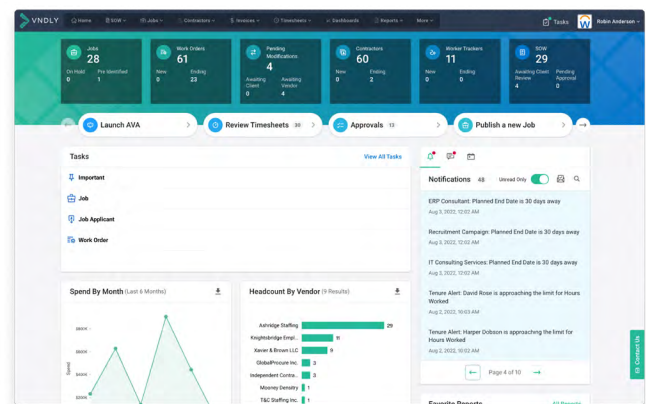 VNDLY
Home
SOW
Jobs
Contractors
$ Invoices
Timesheets
Dashboards
Reports
More
Tasks
W
Robin Anderson
Jobs
28
On Hold
0
Pre Identified
1
Work Orders
61
New
0
Ending
23
Pending
Modifications
4
Awaiting
Client
0
Awaiting
Vendor
4
Contractors
60
New
0
Ending
2
Worker Trackers
11
New
0
Ending
0
SOW
29
Awaiting Client
Review
4
Pending
Approval
0
Launch AVA
Review Timesheets 30
Approvals 13
Publish a new Job
Tasks
View All Tasks
Important
Job
Job Applicant
Work Order
Notifications 48
Unread Only
ERP Consultant: Planned End Date is 30 days away
Aug 3, 2022, 12:02 AM
Recruitment Campaign: Planned End Date is 30 days away
Aug 3, 2022, 12:02 AM
IT Consulting Services: Planned End Date is 30 days away
Aug 3, 2022, 12:02 AM
Tenure Alert: David Rose is approaching the limit for Hours
Worked
Aug 2, 2022, 10:03 AM
Tenure Alert: Harper Dobson is approaching the limit for
Hours Worked
Aug 2, 2022, 10:02 AM
Page 4 of 10
Contact Us
Spend By Month (Last 6 Months)
$800K
$600K
$400K
$200K
Spend
Headcount By Vendor (9 Results)
Ashridge Staffing 29
Knightsbridge Empl... 11
Xavier & Brown LLC 9
GlobalProcure Inc. 3
Independent Contra... 3
Mooney Denaitry 1
T&C Staffing Inc. 1
Favorite Reports
All Reports